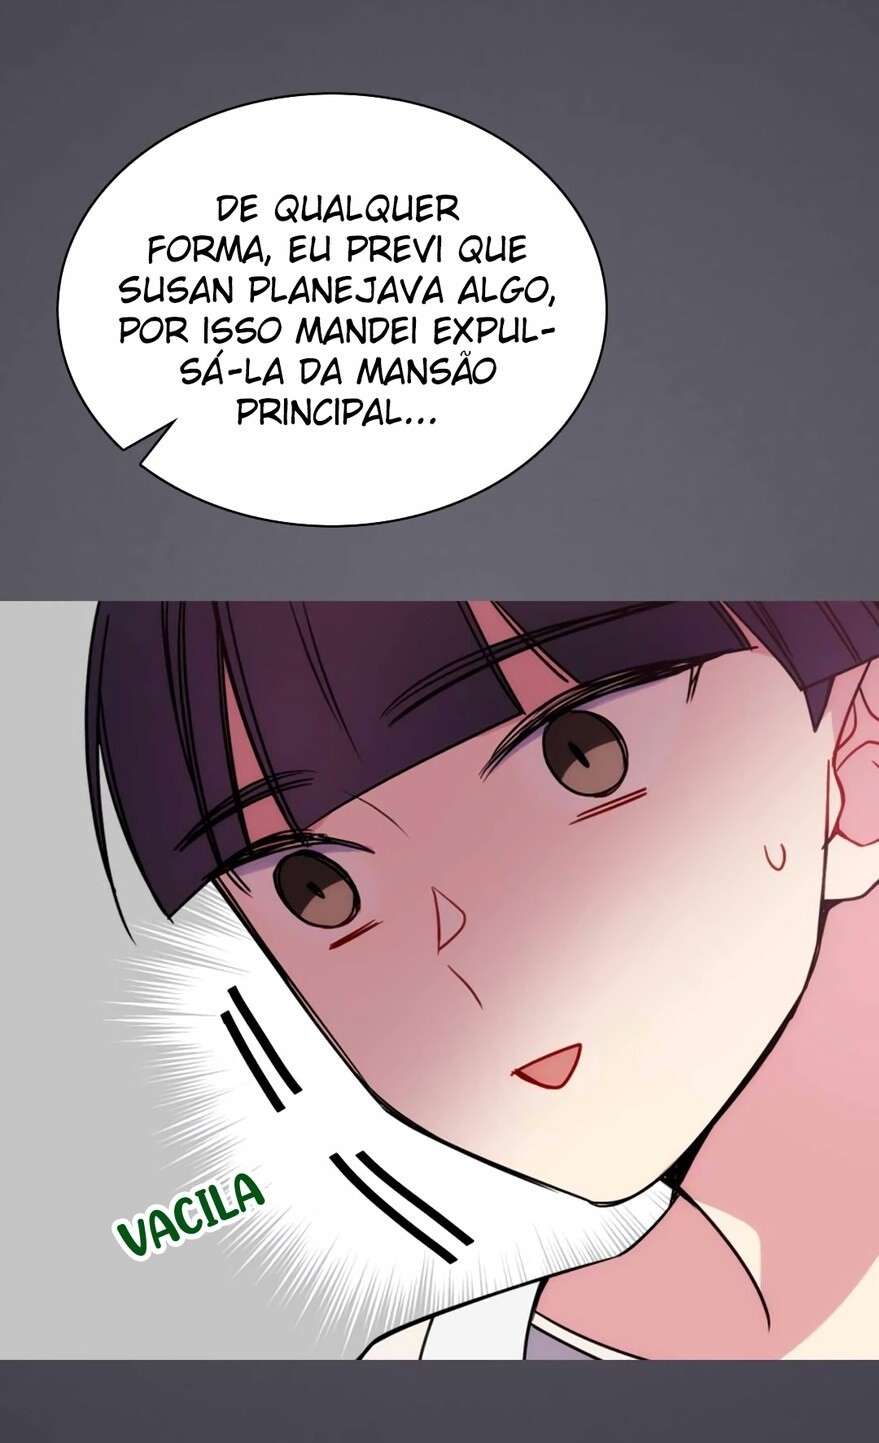 DE QUALQUER
FORMA, EU PREVI QUE
SUSAN PLANEJAVA ALGO,
POR ISSO MANDEI EXPUL-
SÁ-LA DA MANSÃO
PRINCIPAL...
VACILA